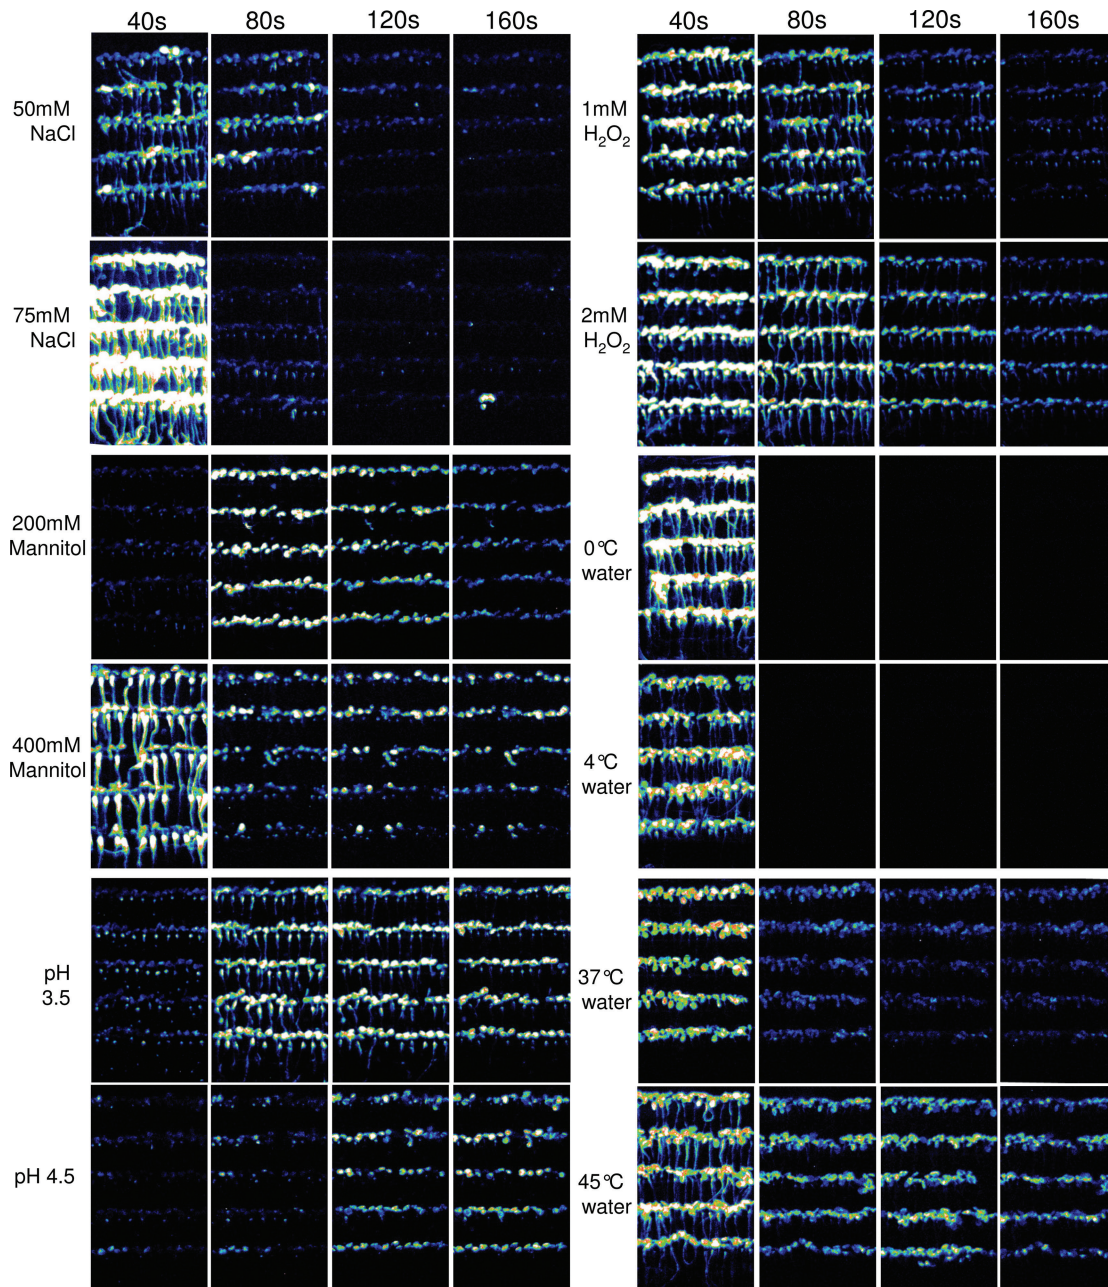 40s 80s 120s 160s
50mM
NaCl
75mM
NaCl
200mM
Mannitol
400mM
Mannitol
pH
3.5
pH 4.5
40s 80s 120s 160s
1mM
H₂O₂
2mM
H₂O₂
0°C
water
4°C
water
37°C
water
45°C
water